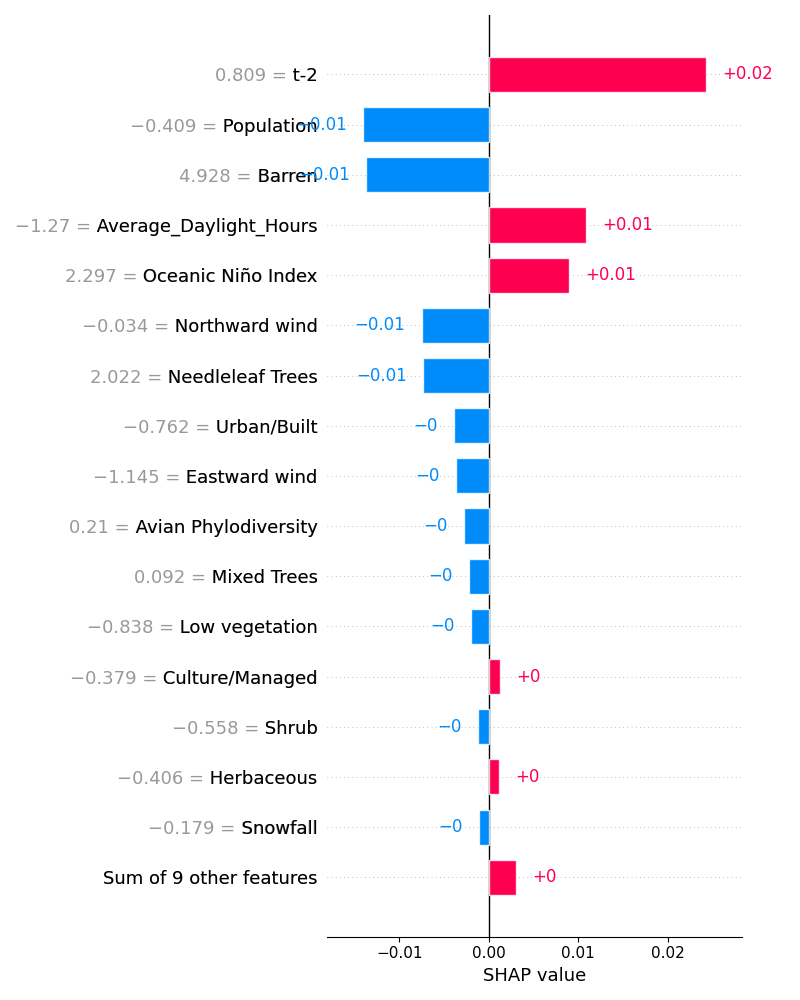 0.809 = t-2 +0.02
−0.409 = Population −0.01
4.928 = Barren −0.01
−1.27 = Average_Daylight_Hours +0.01
2.297 = Oceanic Niño Index +0.01
−0.034 = Northward wind −0.01
2.022 = Needleleaf Trees −0.01
−0.762 = Urban/Built −0
−1.145 = Eastward wind −0
0.21 = Avian Phylodiversity −0
0.092 = Mixed Trees −0
−0.838 = Low vegetation −0
−0.379 = Culture/Managed +0
−0.558 = Shrub −0
−0.406 = Herbaceous +0
−0.179 = Snowfall −0
Sum of 9 other features +0
−0.01 0.00 0.01 0.02
SHAP value